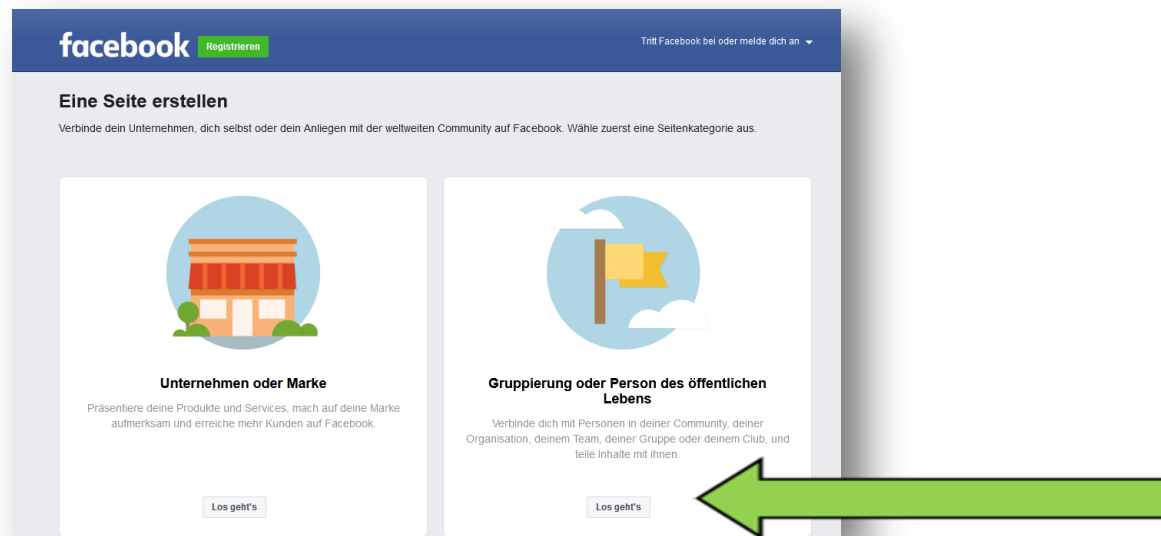 facebook Registrieren
Tritt Facebook bei oder melde dich an
Eine Seite erstellen
Verbinde dein Unternehmen, dich selbst oder dein Anliegen mit der weltweiten Community auf Facebook. Wähle zuerst eine Seitenkategorie aus.
Unternehmen oder Marke
Präsentiere deine Produkte und Services, mach auf deine Marke
aufmerksam und erreiche mehr Kunden auf Facebook.
Los geht's
Gruppierung oder Person des öffentlichen
Lebens
Verbinde dich mit Personen in deiner Community, deiner
Organisation, deinem Team, deiner Gruppe oder deinem Club, und
teile Inhalte mit ihnen.
Los geht's